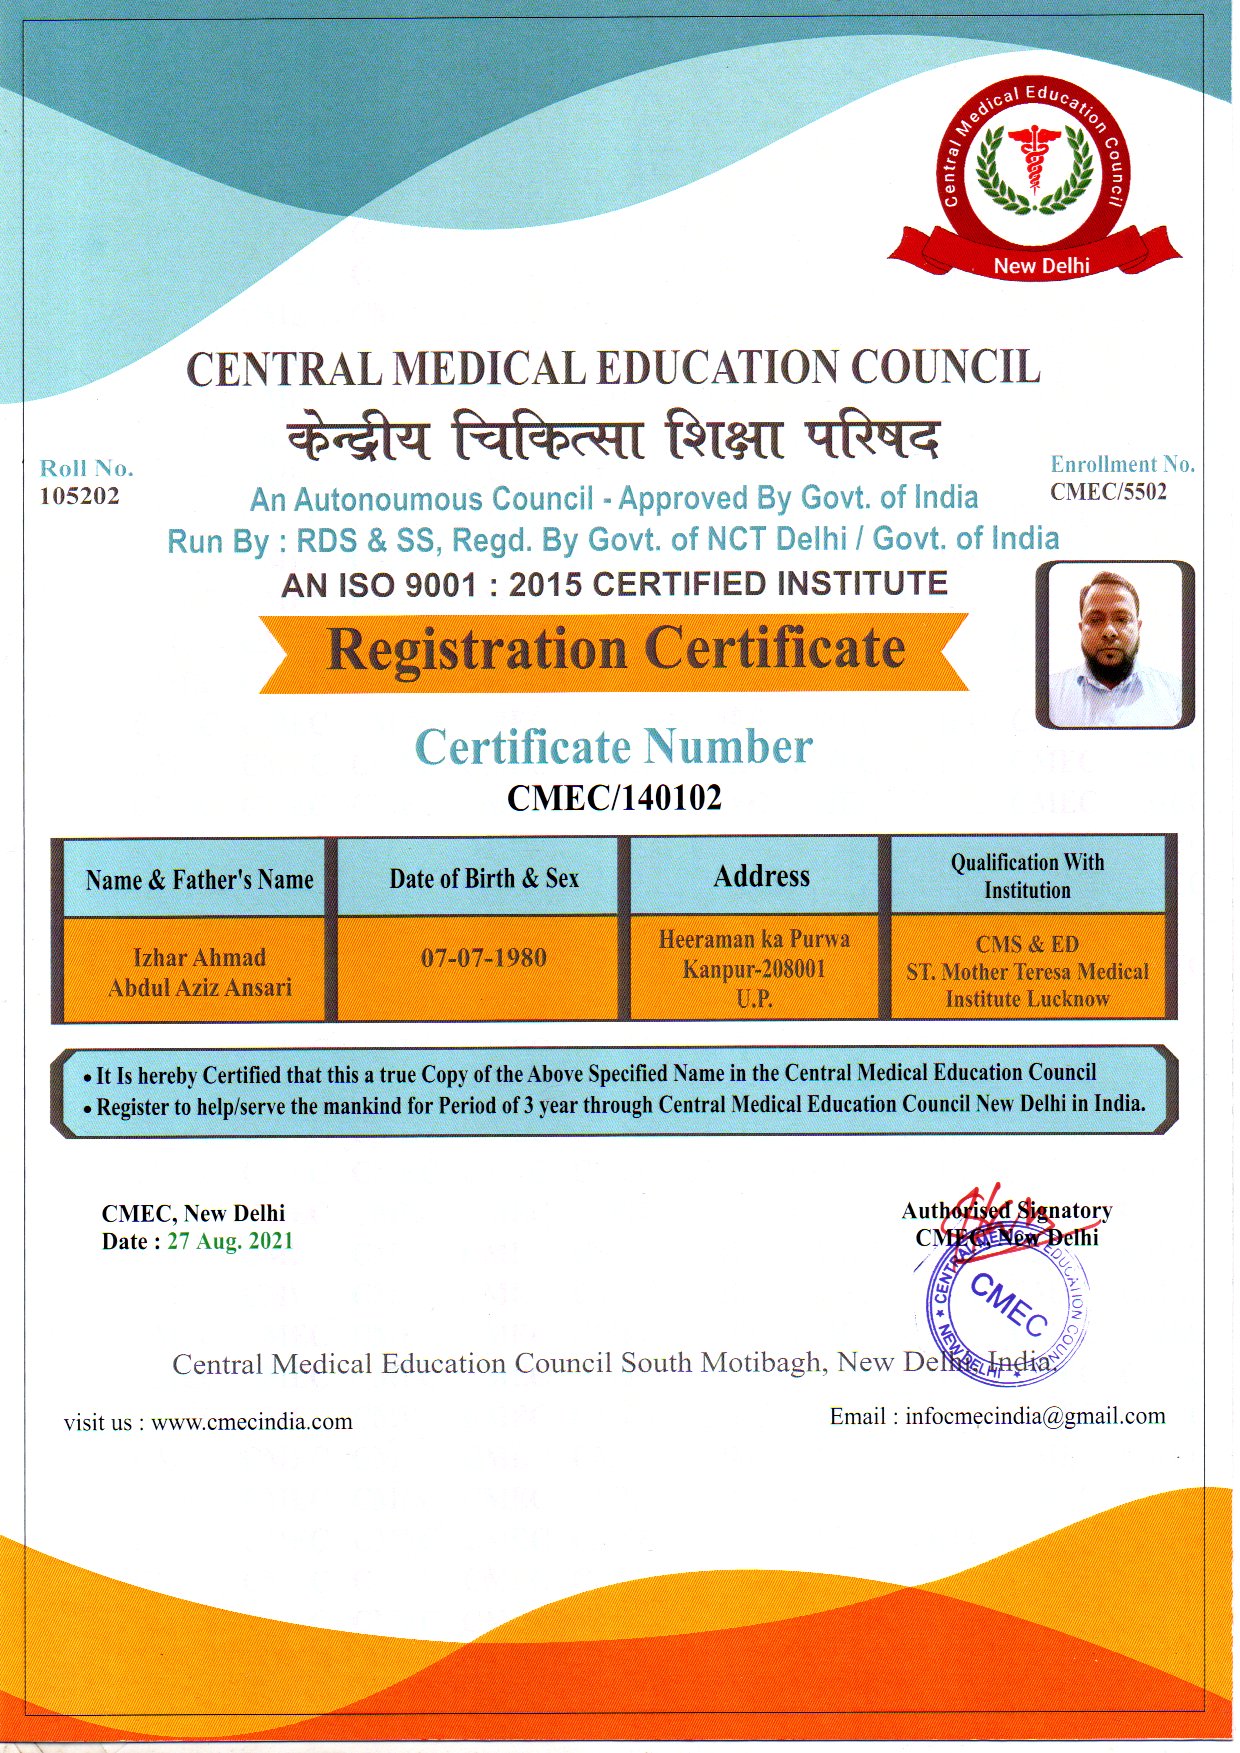 Central Medical Education Council
New Delhi
CENTRAL MEDICAL EDUCATION COUNCIL
केन्द्रीय चिकित्सा शिक्षा परिषद
Roll No.
105202
Enrollment No.
CMEC/5502
An Autonoumous Council - Approved By Govt. of India
Run By : RDS & SS, Regd. By Govt. of NCT Delhi / Govt. of India
AN ISO 9001 : 2015 CERTIFIED INSTITUTE
Registration Certificate
Certificate Number
CMEC/140102
Name & Father's Name
Date of Birth & Sex
Address
Qualification With
Institution
Izhar Ahmad
Abdul Aziz Ansari
07-07-1980
Heeraman ka Purwa
Kanpur-208001
U.P.
CMS & ED
ST. Mother Teresa Medical
Institute Lucknow
• It Is hereby Certified that this a true Copy of the Above Specified Name in the Central Medical Education Council
• Register to help/serve the mankind for Period of 3 year through Central Medical Education Council New Delhi in India.
CMEC, New Delhi
Date : 27 Aug. 2021
Authorised Signatory
CMEC, New Delhi
CENTRAL MEDICAL EDUCATION COUNCIL
★ NEW DELHI ★
CMEC
Central Medical Education Council South Motibagh, New Delhi, India.
visit us : www.cmecindia.com
Email : infocmecindia@gmail.com